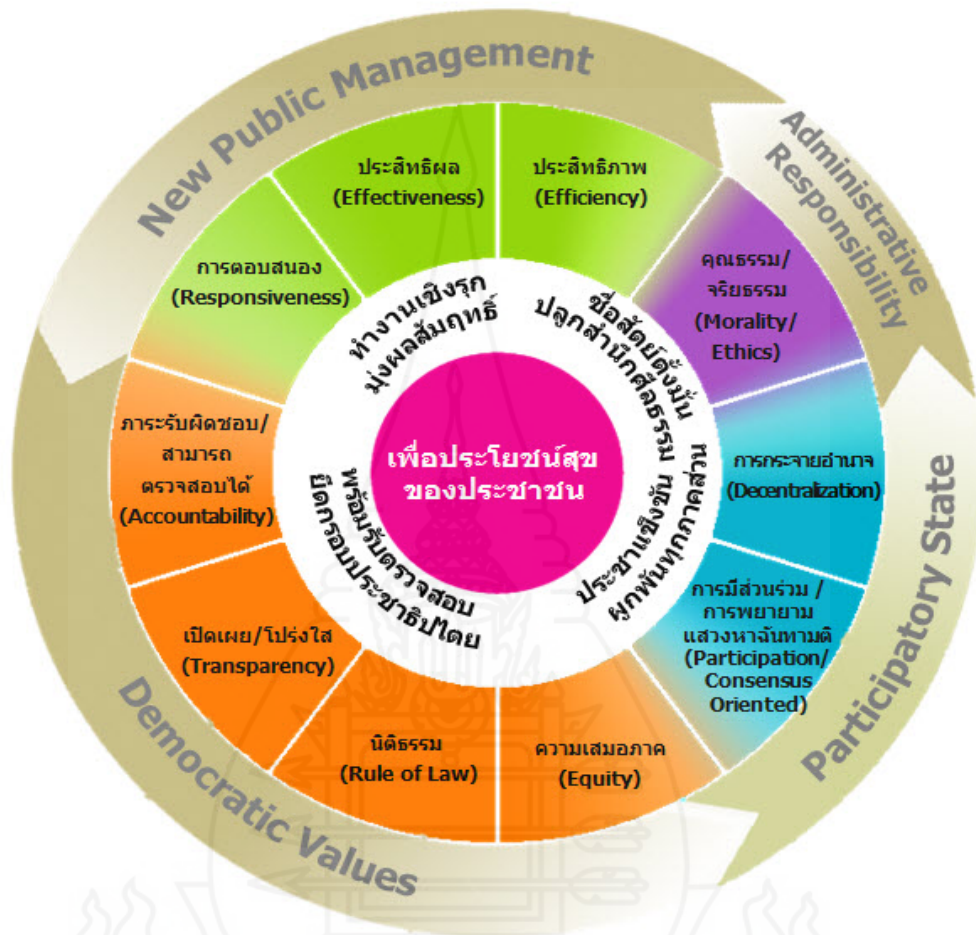 New Public Management
Administrative
Responsibility
Participatory State
Democratic Values
ประสิทธิผล
(Effectiveness)
ประสิทธิภาพ
(Efficiency)
คุณธรรม/
จริยธรรม
(Morality/
Ethics)
การกระจายอำนาจ
(Decentralization)
การมีส่วนร่วม /
การพยายาม
แสวงหาฉันทามติ
(Participation/
Consensus
Oriented)
ความเสมอภาค
(Equity)
นิติธรรม
(Rule of Law)
เปิดเผย/โปร่งใส
(Transparency)
ภาระรับผิดชอบ/
สามารถ
ตรวจสอบได้
(Accountability)
การตอบสนอง
(Responsiveness)
ทำงานเชิงรุก
มุ่งผลสัมฤทธิ์
ซื่อสัตย์ตั้งมั่น
ปลูกสำนึกศีลธรรม
ประชาแข็งขัน
ผูกพันทุกภาคส่วน
พร้อมรับตรวจสอบ
ยึดกรอบประชาธิปไตย
เพื่อประโยชน์สุข
ของประชาชน